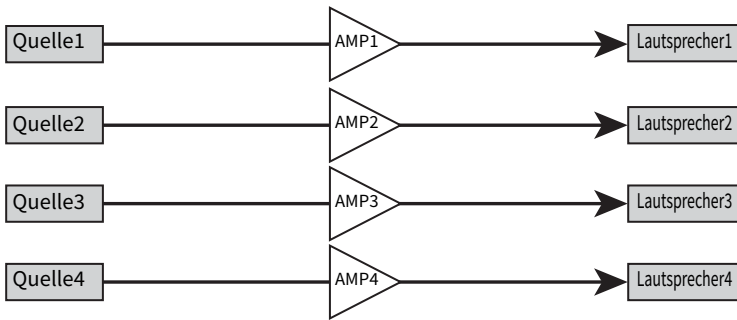 Quelle1 AMP1 Lautsprecher1
Quelle2 AMP2 Lautsprecher2
Quelle3 AMP3 Lautsprecher3
Quelle4 AMP4 Lautsprecher4